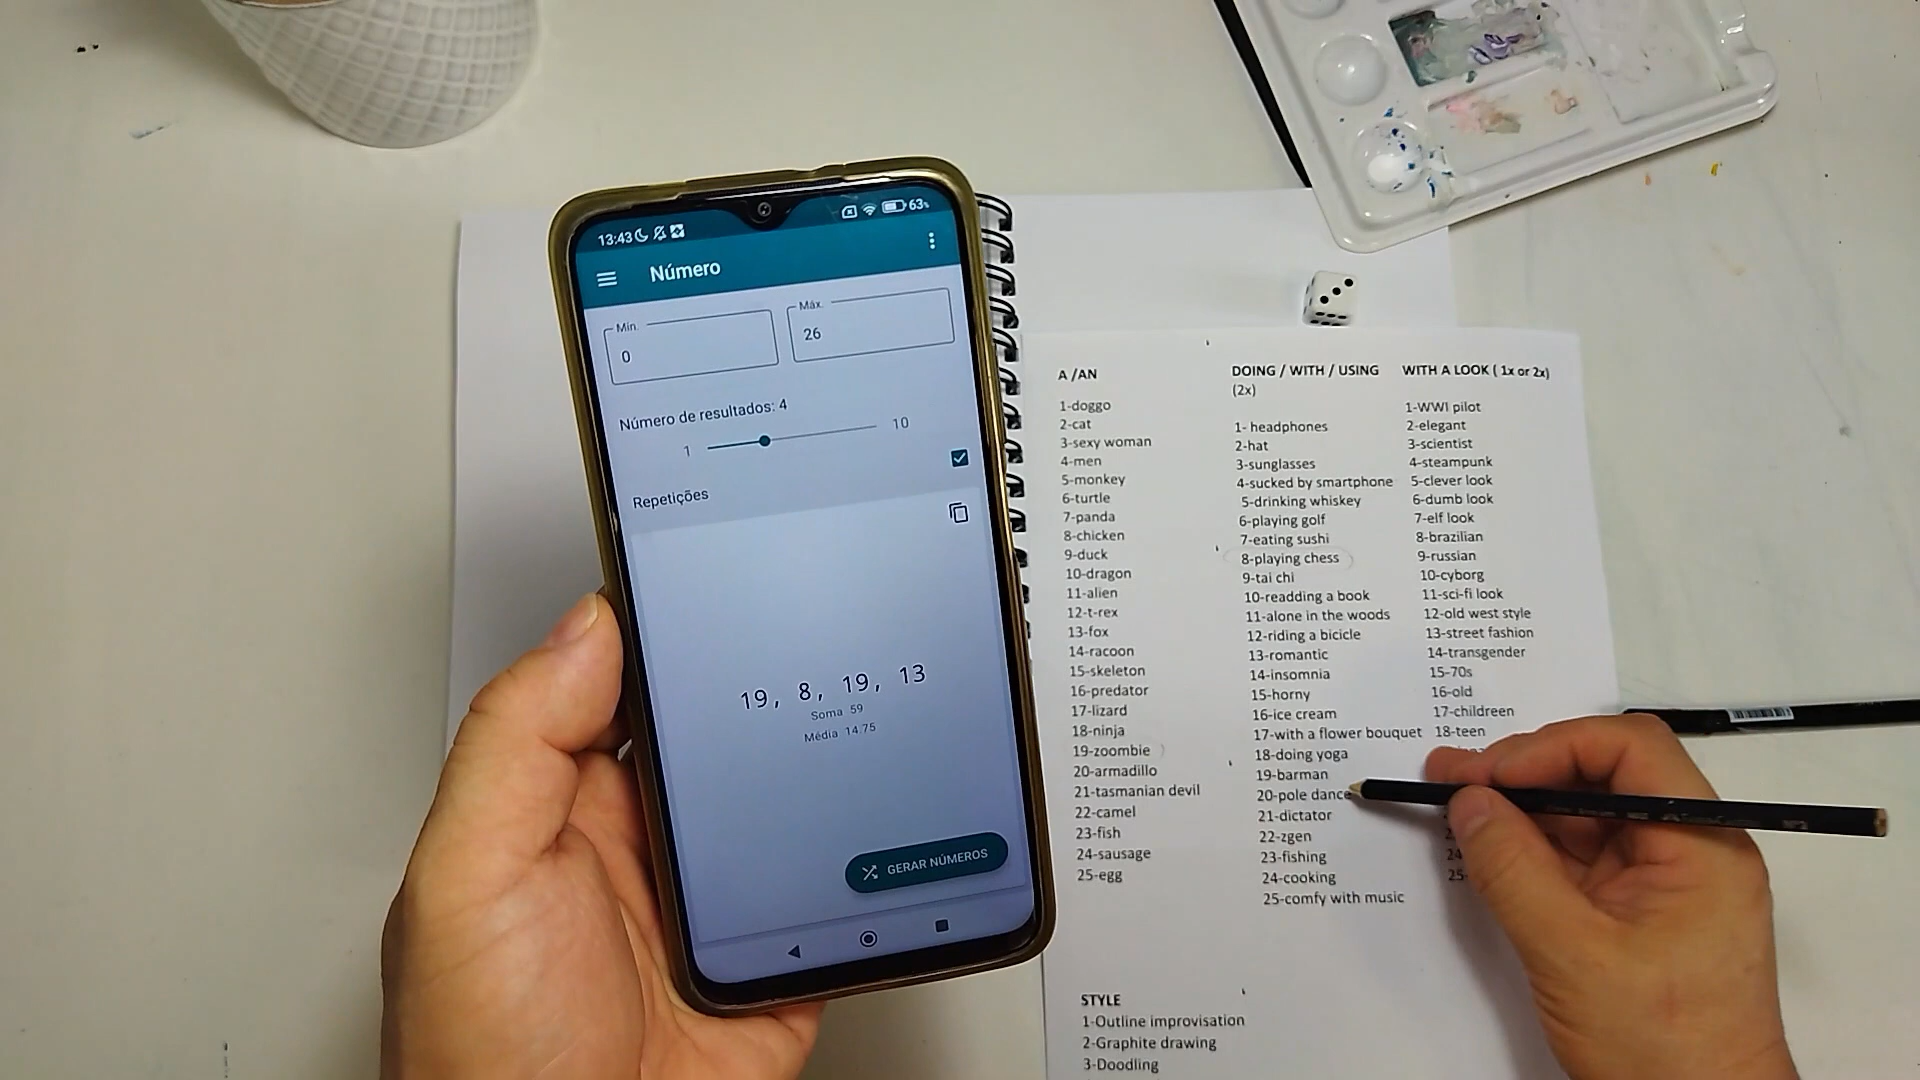 13:43
63%
Número
Min.
0
Máx.
26
Número de resultados: 4
1
10
Repetições
19, 8, 19, 13
Soma 59
Média 14.75
GERAR NÚMEROS
A /AN
1-doggo
2-cat
3-sexy woman
4-men
5-monkey
6-turtle
7-panda
8-chicken
9-duck
10-dragon
11-alien
12-t-rex
13-fox
14-racoon
15-skeleton
16-predator
17-lizard
18-ninja
19-zoombie
20-armadillo
21-tasmanian devil
22-camel
23-fish
24-sausage
25-egg
DOING / WITH / USING
(2x)
1- headphones
2-hat
3-sunglasses
4-sucked by smartphone
5-drinking whiskey
6-playing golf
7-eating sushi
8-playing chess
9-tai chi
10-readding a book
11-alone in the woods
12-riding a bicicle
13-romantic
14-insomnia
15-horny
16-ice cream
17-with a flower bouquet
18-doing yoga
19-barman
20-pole dance
21-dictator
22-zgen
23-fishing
24-cooking
25-comfy with music
WITH A LOOK ( 1x or 2x)
1-WWI pilot
2-elegant
3-scientist
4-steampunk
5-clever look
6-dumb look
7-elf look
8-brazilian
9-russian
10-cyborg
11-sci-fi look
12-old west style
13-street fashion
14-transgender
15-70s
16-old
17-childreen
18-teen
24
25-
STYLE
1-Outline improvisation
2-Graphite drawing
3-Doodling